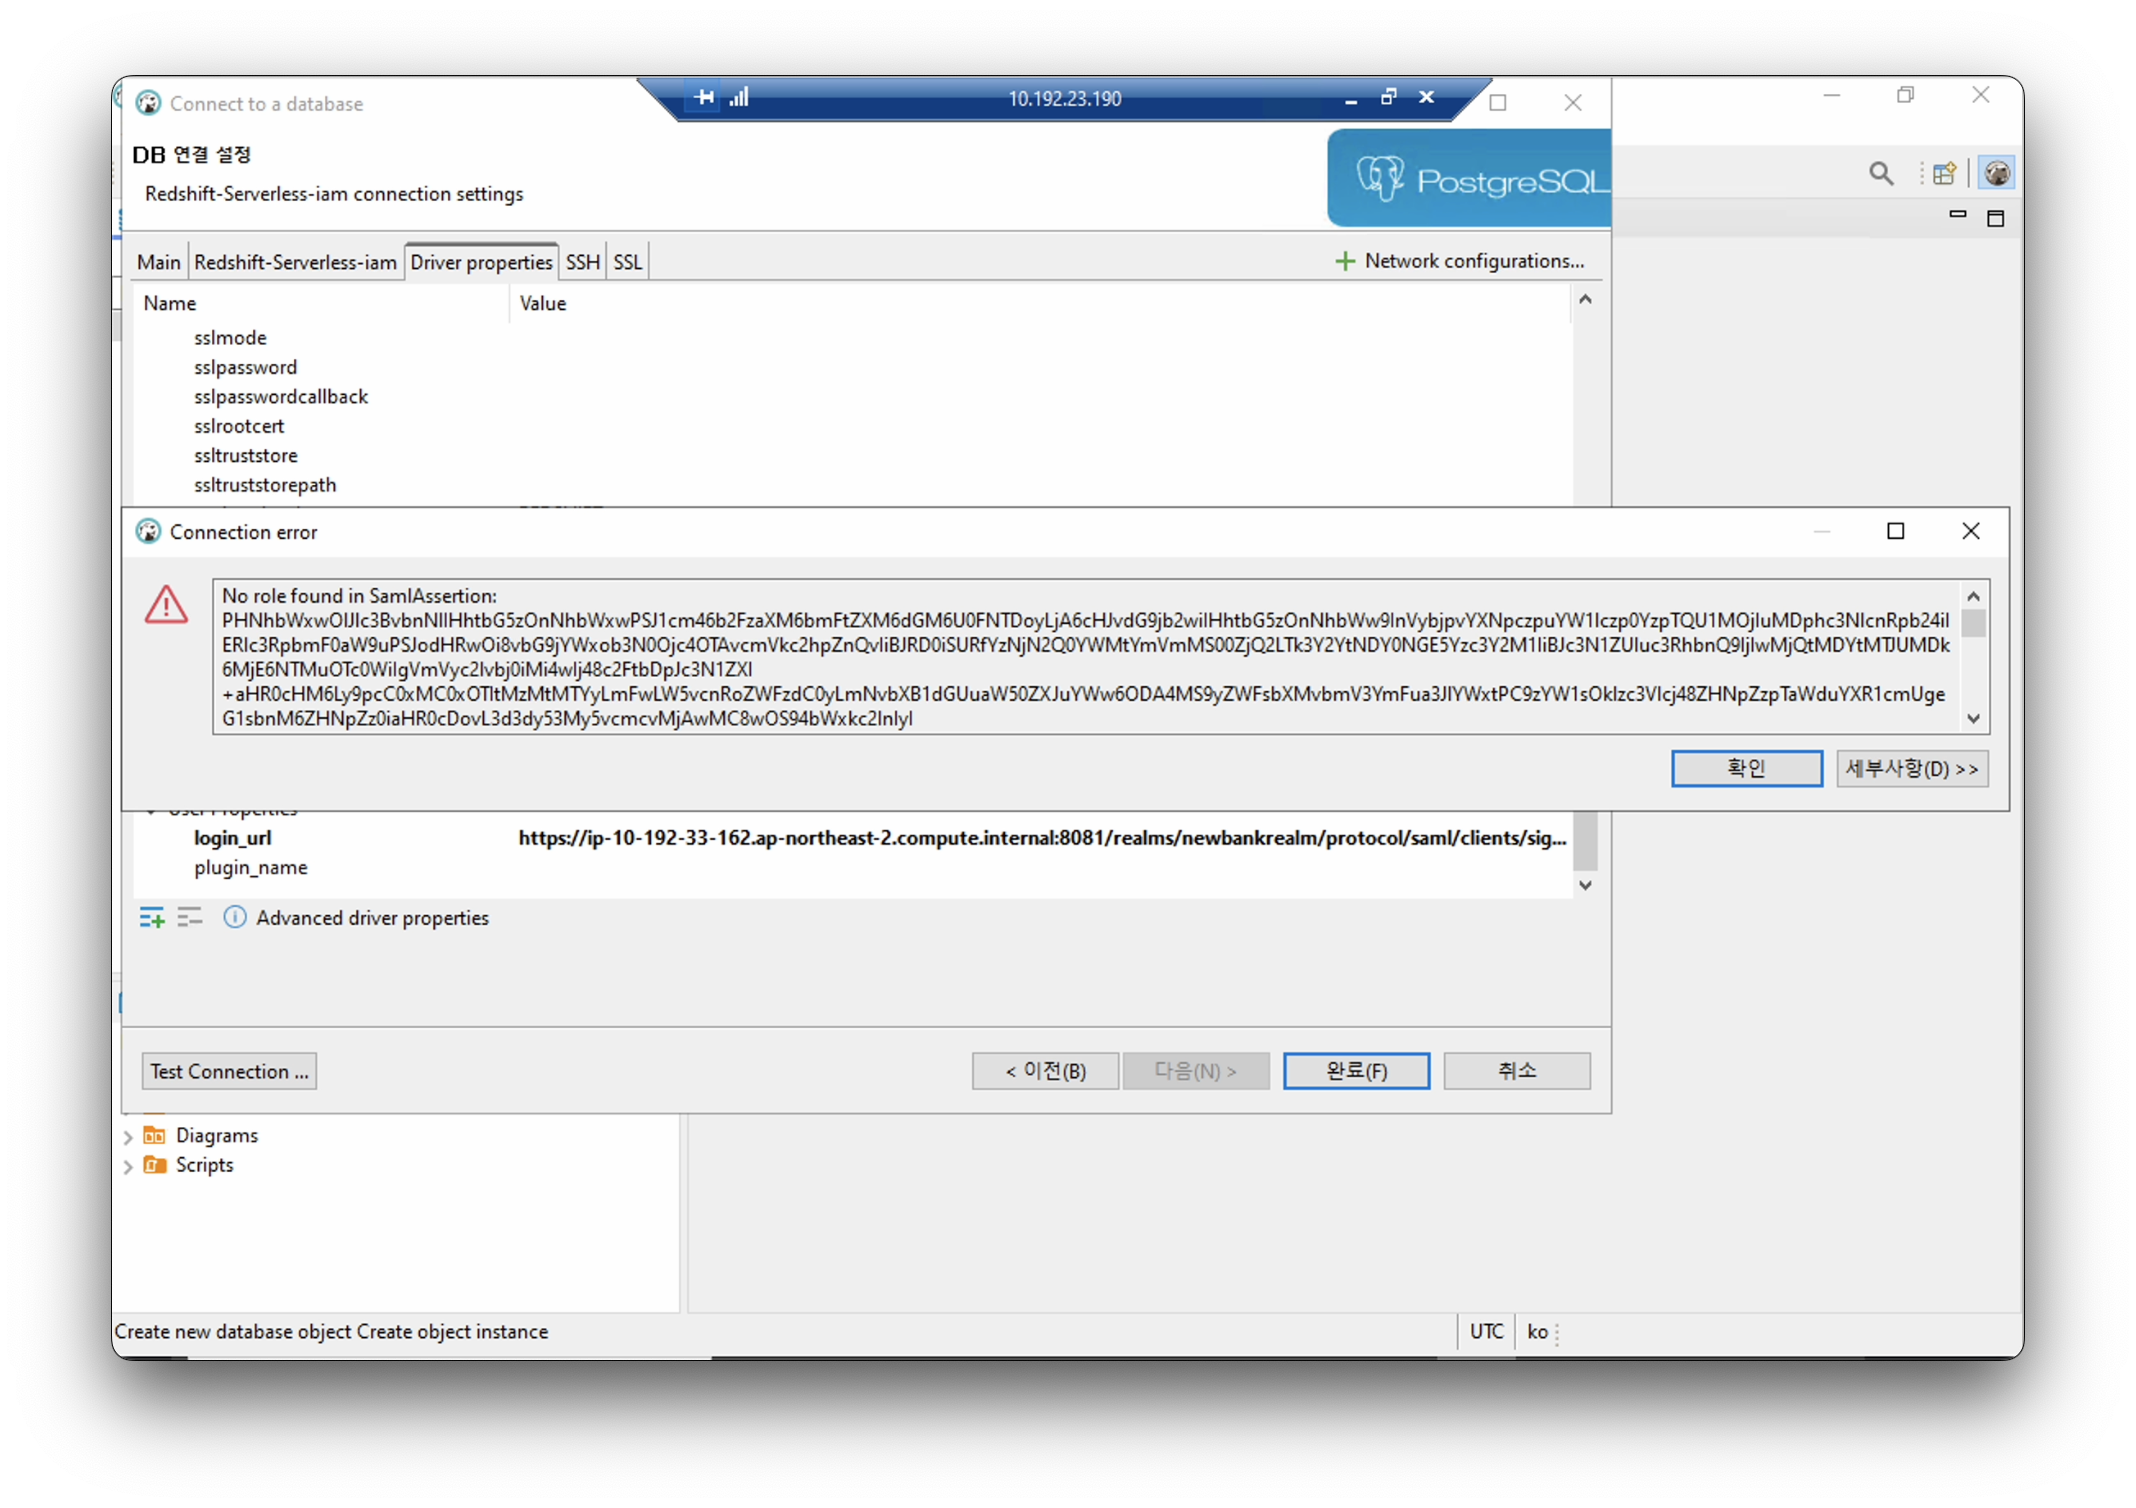 Connect to a database
10.192.23.190
DB 연결 설정
Redshift-Serverless-iam connection settings
PostgreSQL
Main
Redshift-Serverless-iam
Driver properties
SSH
SSL
Network configurations...
Name
Value
sslmode
sslpassword
sslpasswordcallback
sslrootcert
ssltruststore
ssltruststorepath
Connection error
No role found in SamlAssertion:
PHNhbWxwOlJlc3BvbnNlIHhtbG5zOnNhbWxwPSJ1cm46b2FzaXM6bmFtZXM6dGM6U0FNTDoyLjA6cHJvdG9jb2wiIHhtbG5zOnNhbWw9InVybjpvYXNpczpuYW1lczp0YzpTQU1MOjIuMDphc3NlcnRpb24iI
ERlc3RpbmF0aW9uPSJodHRwOi8vbG9jYWxob3N0Ojc4OTAvcmVkc2hpZnQvIiBJRD0iSURfYzNjN2Q0YWMtYmVmMS00ZjQ2LTk3Y2YtNDY0NGE5Yzc3Y2M1IiBJc3N1ZUluc3RhbnQ9IjIwMjQtMDYtMTJUMDk
6MjE6NTMuOTc0WiIgVmVyc2lvbj0iMi4wIj48c2FtbDpJc3N1ZXI
+aHR0cHM6Ly9pcC0xMC0xOTItMzMtMTYyLmFwLW5vcnRoZWFzdC0yLmNvbXB1dGUuaW50ZXJuYWw6ODA4MS9yZWFsbXMvbmV3YmFua3JlYWxtPC9zYW1sOklzc3Vlcj48ZHNpZzpTaWduYXR1cmUge
G1sbnM6ZHNpZz0iaHR0cDovL3d3dy53My5vcmcvMjAwMC8wOS94bWxkc2lnIyI
확인
세부사항(D) >>
User Properties
login_url
https://ip-10-192-33-162.ap-northeast-2.compute.internal:8081/realms/newbankrealm/protocol/saml/clients/sig...
plugin_name
Advanced driver properties
Test Connection ...
< 이전(B)
다음(N) >
완료(F)
취소
Diagrams
Scripts
Create new database object Create object instance
UTC
ko